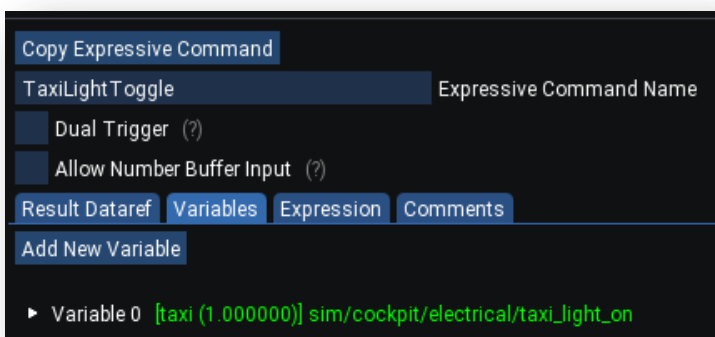 Copy Expressive Command
TaxiLightToggle Expressive Command Name
Dual Trigger (?)
Allow Number Buffer Input (?)
Result Dataref Variables Expression Comments
Add New Variable
Variable 0 [taxi (1.000000)] sim/cockpit/electrical/taxi_light_on